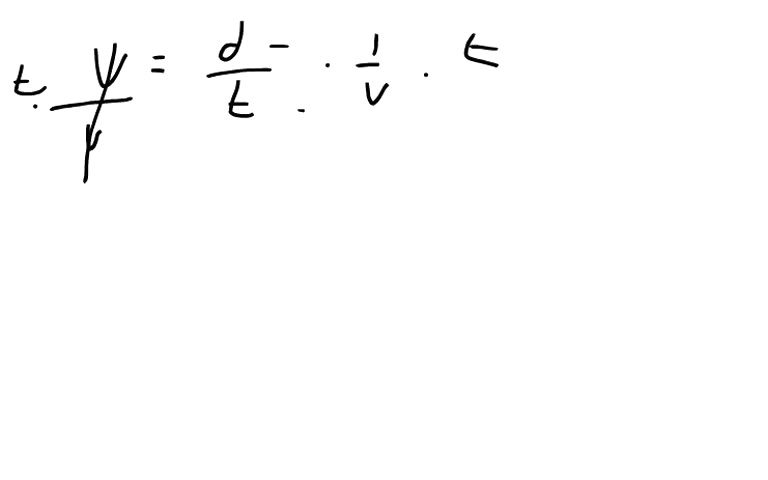 t · v/v = d/t · 1/v · t